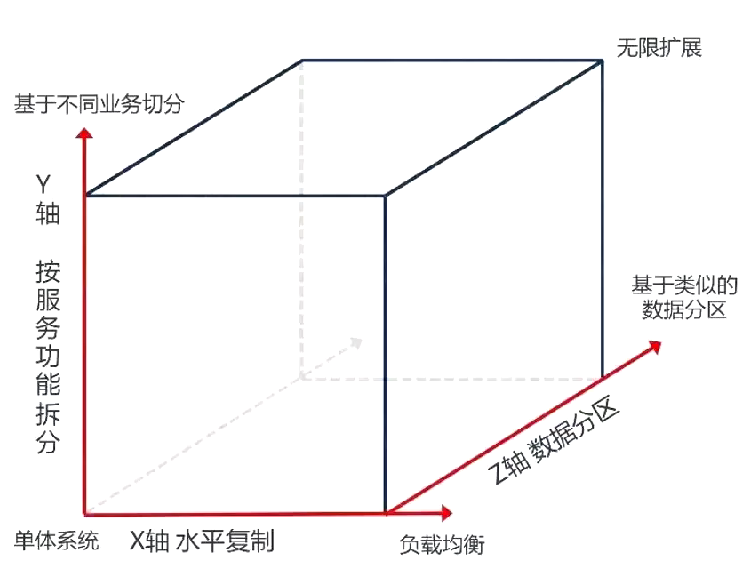 无限扩展
基于不同业务切分
Y轴 按服务功能拆分
基于类似的
数据分区
Z轴 数据分区
单体系统
X轴 水平复制
负载均衡